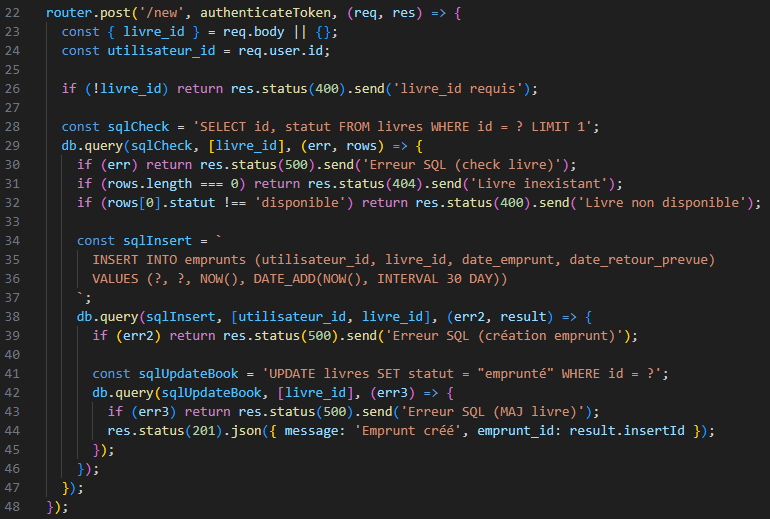 22 router.post('/new', authenticateToken, (req, res) => {
23   const { livre_id } = req.body || {};
24   const utilisateur_id = req.user.id;
25
26   if (!livre_id) return res.status(400).send('livre_id requis');
27
28   const sqlCheck = 'SELECT id, statut FROM livres WHERE id = ? LIMIT 1';
29   db.query(sqlCheck, [livre_id], (err, rows) => {
30     if (err) return res.status(500).send('Erreur SQL (check livre)');
31     if (rows.length === 0) return res.status(404).send('Livre inexistant');
32     if (rows[0].statut !== 'disponible') return res.status(400).send('Livre non disponible');
33
34     const sqlInsert = `
35       INSERT INTO emprunts (utilisateur_id, livre_id, date_emprunt, date_retour_prevue)
36       VALUES (?, ?, NOW(), DATE_ADD(NOW(), INTERVAL 30 DAY))
37     `;
38     db.query(sqlInsert, [utilisateur_id, livre_id], (err2, result) => {
39       if (err2) return res.status(500).send('Erreur SQL (création emprunt)');
40
41       const sqlUpdateBook = 'UPDATE livres SET statut = "emprunté" WHERE id = ?';
42       db.query(sqlUpdateBook, [livre_id], (err3) => {
43         if (err3) return res.status(500).send('Erreur SQL (MAJ livre)');
44         res.status(201).json({ message: 'Emprunt créé', emprunt_id: result.insertId });
45       });
46     });
47   });
48 });